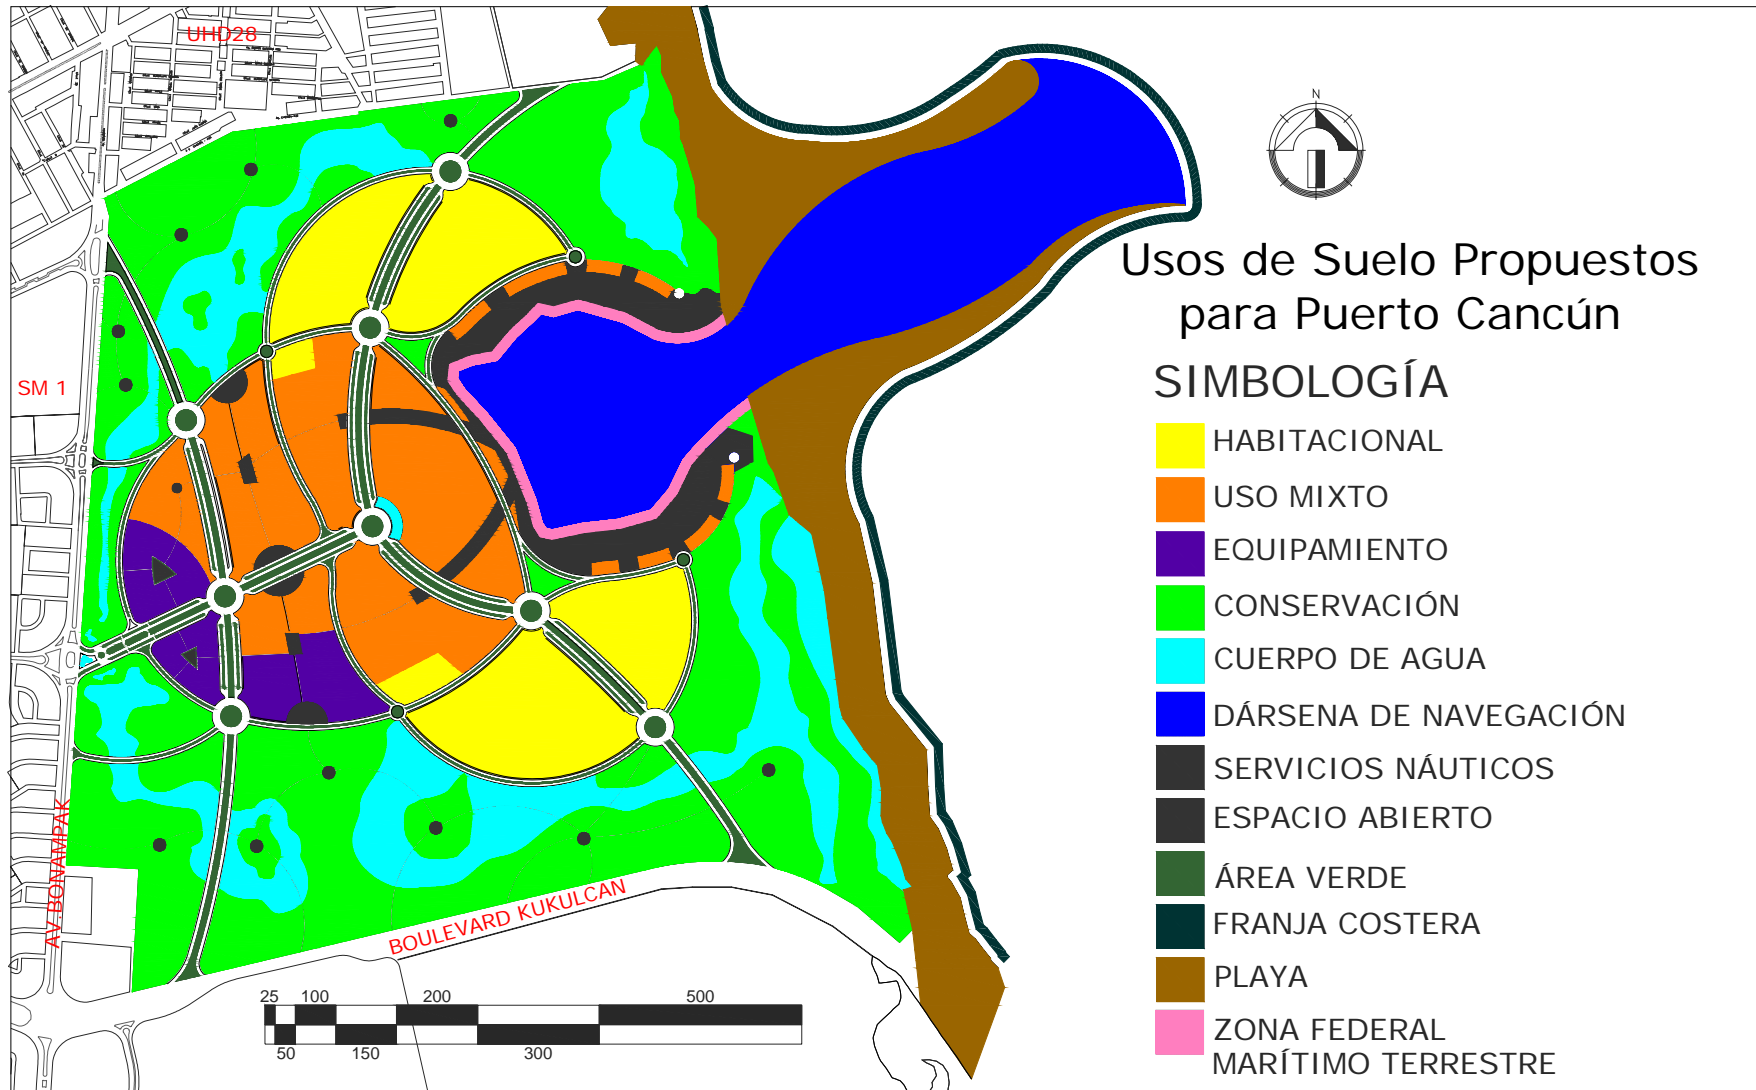 UHD28
N
Usos de Suelo Propuestos
para Puerto Cancún
SIMBOLOGÍA
SM 1
HABITACIONAL
USO MIXTO
EQUIPAMIENTO
CONSERVACIÓN
CUERPO DE AGUA
DÁRSENA DE NAVEGACIÓN
SERVICIOS NÁUTICOS
ESPACIO ABIERTO
ÁREA VERDE
FRANJA COSTERA
PLAYA
ZONA FEDERAL
MARÍTIMO TERRESTRE
AV.BONAMPAK
BOULEVARD KUKULCAN
25 100 200 500
50 150 300